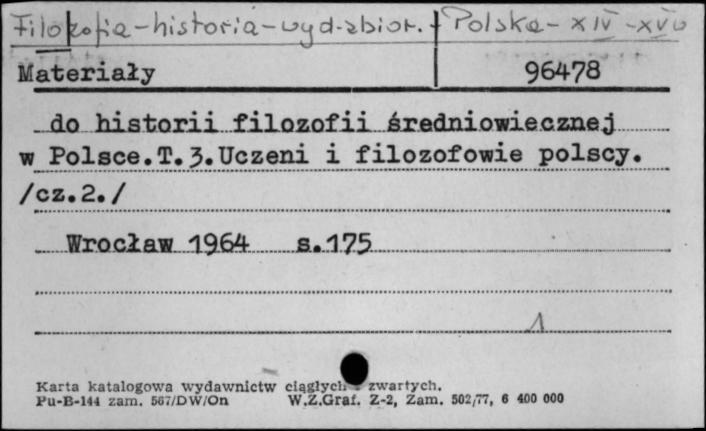 Filozofia-historia-wyd-zbior. + Polska-XIV-XVw
Materiały 96478
do historii filozofii średniowiecznej
w Polsce.T.3.Uczeni i filozofowie polscy.
/cz.2./
Wrocław 1964 s.175
1
Karta katalogowa wydawnictw ciągłych i zwartych.
Pu-B-144 zam. 567/DW/On W.Z.Graf. Z-2, Zam. 502/77, 6 400 000